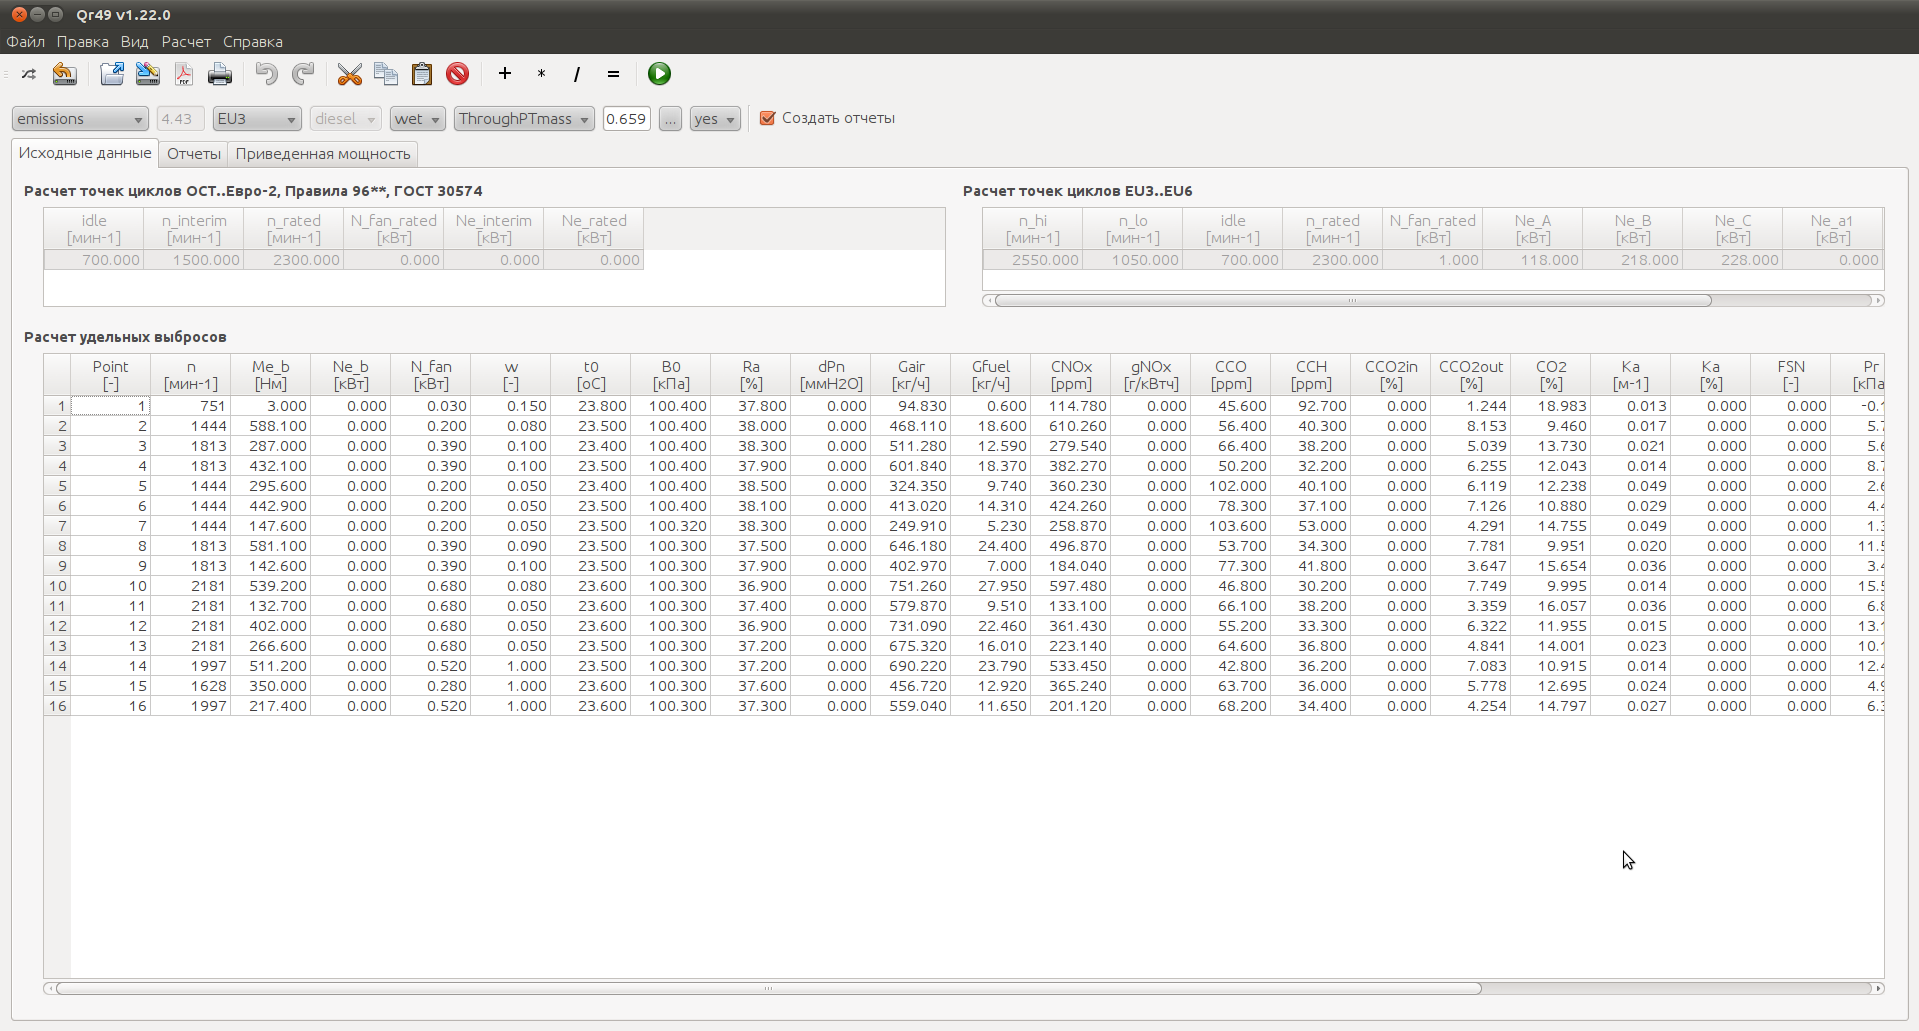 Qr49 v1.22.0
Файл Правка Вид Расчет Справка
+ * / =
emissions 4.43 EU3 diesel wet ThroughPTmass 0.659 ... yes Создать отчеты
Исходные данные Отчеты Приведенная мощность
Расчет точек циклов ОСТ..Евро-2, Правила 96**, ГОСТ 30574
idle n_interim n_rated N_fan_rated Ne_interim Ne_rated
[мин-1] [мин-1] [мин-1] [кВт] [кВт] [кВт]
700.000 1500.000 2300.000 0.000 0.000 0.000
Расчет точек циклов EU3..EU6
n_hi n_lo idle n_rated N_fan_rated Ne_A Ne_B Ne_C Ne_a1
[мин-1] [мин-1] [мин-1] [мин-1] [кВт] [кВт] [кВт] [кВт] [кВт]
2550.000 1050.000 700.000 2300.000 1.000 118.000 218.000 228.000 0.000
Расчет удельных выбросов
Point n Me_b Ne_b N_fan w t0 B0 Ra dPn Gair Gfuel CNOx gNOx CCO CCH CCO2in CCO2out CO2 Ka Ka FSN Pr
[-] [мин-1] [Нм] [кВт] [кВт] [-] [oC] [кПа] [%] [ммH2O] [кг/ч] [кг/ч] [ppm] [г/кВтч] [ppm] [ppm] [%] [%] [%] [м-1] [%] [-] [кПа
1 1 751 3.000 0.000 0.030 0.150 23.800 100.400 37.800 0.000 94.830 0.600 114.780 0.000 45.600 92.700 0.000 1.244 18.983 0.013 0.000 0.000 -0.1
2 2 1444 588.100 0.000 0.200 0.080 23.500 100.400 38.000 0.000 468.110 18.600 610.260 0.000 56.400 40.300 0.000 8.153 9.460 0.017 0.000 0.000 5.7
3 3 1813 287.000 0.000 0.390 0.100 23.400 100.400 38.300 0.000 511.280 12.590 279.540 0.000 66.400 38.200 0.000 5.039 13.730 0.021 0.000 0.000 5.6
4 4 1813 432.100 0.000 0.390 0.100 23.500 100.400 37.900 0.000 601.840 18.370 382.270 0.000 50.200 32.200 0.000 6.255 12.043 0.014 0.000 0.000 8.7
5 5 1444 295.600 0.000 0.200 0.050 23.400 100.400 38.500 0.000 324.350 9.740 360.230 0.000 102.000 40.100 0.000 6.119 12.238 0.049 0.000 0.000 2.6
6 6 1444 442.900 0.000 0.200 0.050 23.500 100.400 38.100 0.000 413.020 14.310 424.260 0.000 78.300 37.100 0.000 7.126 10.880 0.029 0.000 0.000 4.4
7 7 1444 147.600 0.000 0.200 0.050 23.500 100.320 38.300 0.000 249.910 5.230 258.870 0.000 103.600 53.000 0.000 4.291 14.755 0.049 0.000 0.000 1.3
8 8 1813 581.100 0.000 0.390 0.090 23.500 100.300 37.500 0.000 646.180 24.400 496.870 0.000 53.700 34.300 0.000 7.781 9.951 0.020 0.000 0.000 11.5
9 9 1813 142.600 0.000 0.390 0.100 23.500 100.300 37.900 0.000 402.970 7.000 184.040 0.000 77.300 41.800 0.000 3.647 15.654 0.036 0.000 0.000 3.4
10 10 2181 539.200 0.000 0.680 0.080 23.600 100.300 36.900 0.000 751.260 27.950 597.480 0.000 46.800 30.200 0.000 7.749 9.995 0.014 0.000 0.000 15.5
11 11 2181 132.700 0.000 0.680 0.050 23.600 100.300 37.400 0.000 579.870 9.510 133.100 0.000 66.100 38.200 0.000 3.359 16.057 0.036 0.000 0.000 6.8
12 12 2181 402.000 0.000 0.680 0.050 23.600 100.300 36.900 0.000 731.090 22.460 361.430 0.000 55.200 33.300 0.000 6.322 11.955 0.015 0.000 0.000 13.1
13 13 2181 266.600 0.000 0.680 0.050 23.500 100.300 37.200 0.000 675.320 16.010 223.140 0.000 64.600 36.800 0.000 4.841 14.001 0.023 0.000 0.000 10.1
14 14 1997 511.200 0.000 0.520 1.000 23.500 100.300 37.200 0.000 690.220 23.790 533.450 0.000 42.800 36.200 0.000 7.083 10.915 0.014 0.000 0.000 12.4
15 15 1628 350.000 0.000 0.280 1.000 23.600 100.300 37.600 0.000 456.720 12.920 365.240 0.000 63.700 36.000 0.000 5.778 12.695 0.024 0.000 0.000 4.9
16 16 1997 217.400 0.000 0.520 1.000 23.600 100.300 37.300 0.000 559.040 11.650 201.120 0.000 68.200 34.400 0.000 4.254 14.797 0.027 0.000 0.000 6.3